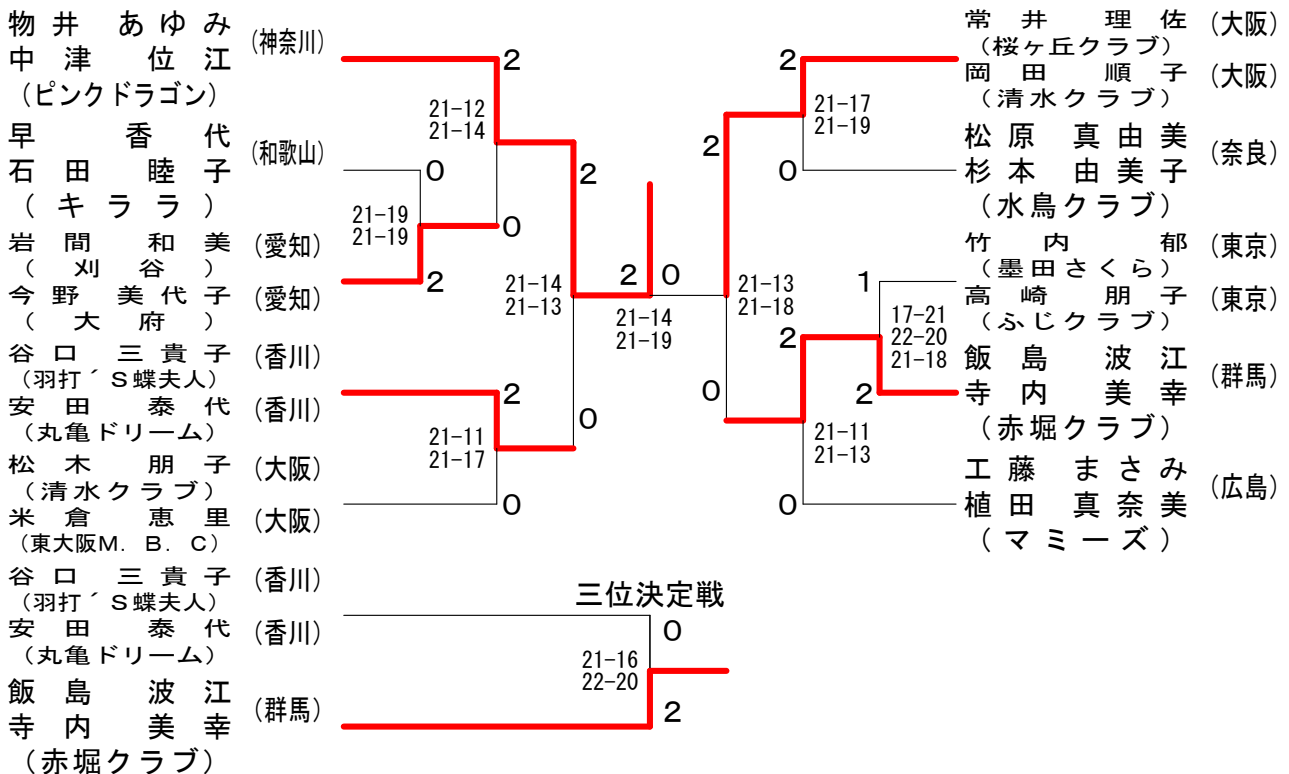 物井 あゆみ
中津 位江
(神奈川)
(ピンクドラゴン)
早 香代
石田 睦子
(和歌山)
(キララ)
岩間 和美 (愛知)
(刈谷)
今野 美代子 (愛知)
(大府)
谷口 三貴子 (香川)
(羽打´S蝶夫人)
安田 泰代 (香川)
(丸亀ドリーム)
松木 朋子 (大阪)
(清水クラブ)
米倉 恵里 (大阪)
(東大阪M.B.C)
2
21-12
21-14
0
0
21-19
21-19
2
2
21-14
21-13
2
21-11
21-17
0
0
2 0
21-14
21-19
常井 理佐 (大阪)
(桜ヶ丘クラブ)
岡田 順子 (大阪)
(清水クラブ)
松原 真由美
杉本 由美子
(奈良)
(水鳥クラブ)
竹内 郁 (東京)
(墨田さくら)
高崎 朋子 (東京)
(ふじクラブ)
飯島 波江
寺内 美幸
(群馬)
(赤堀クラブ)
工藤 まさみ
植田 真奈美
(広島)
(マミーズ)
2
21-17
21-19
2
0
21-13
21-18
1
17-21
22-20
21-18
2
2
0
21-11
21-13
0
三位決定戦
谷口 三貴子 (香川)
(羽打´S蝶夫人)
安田 泰代 (香川)
(丸亀ドリーム)
0
21-16
22-20
2
飯島 波江
寺内 美幸
(群馬)
(赤堀クラブ)